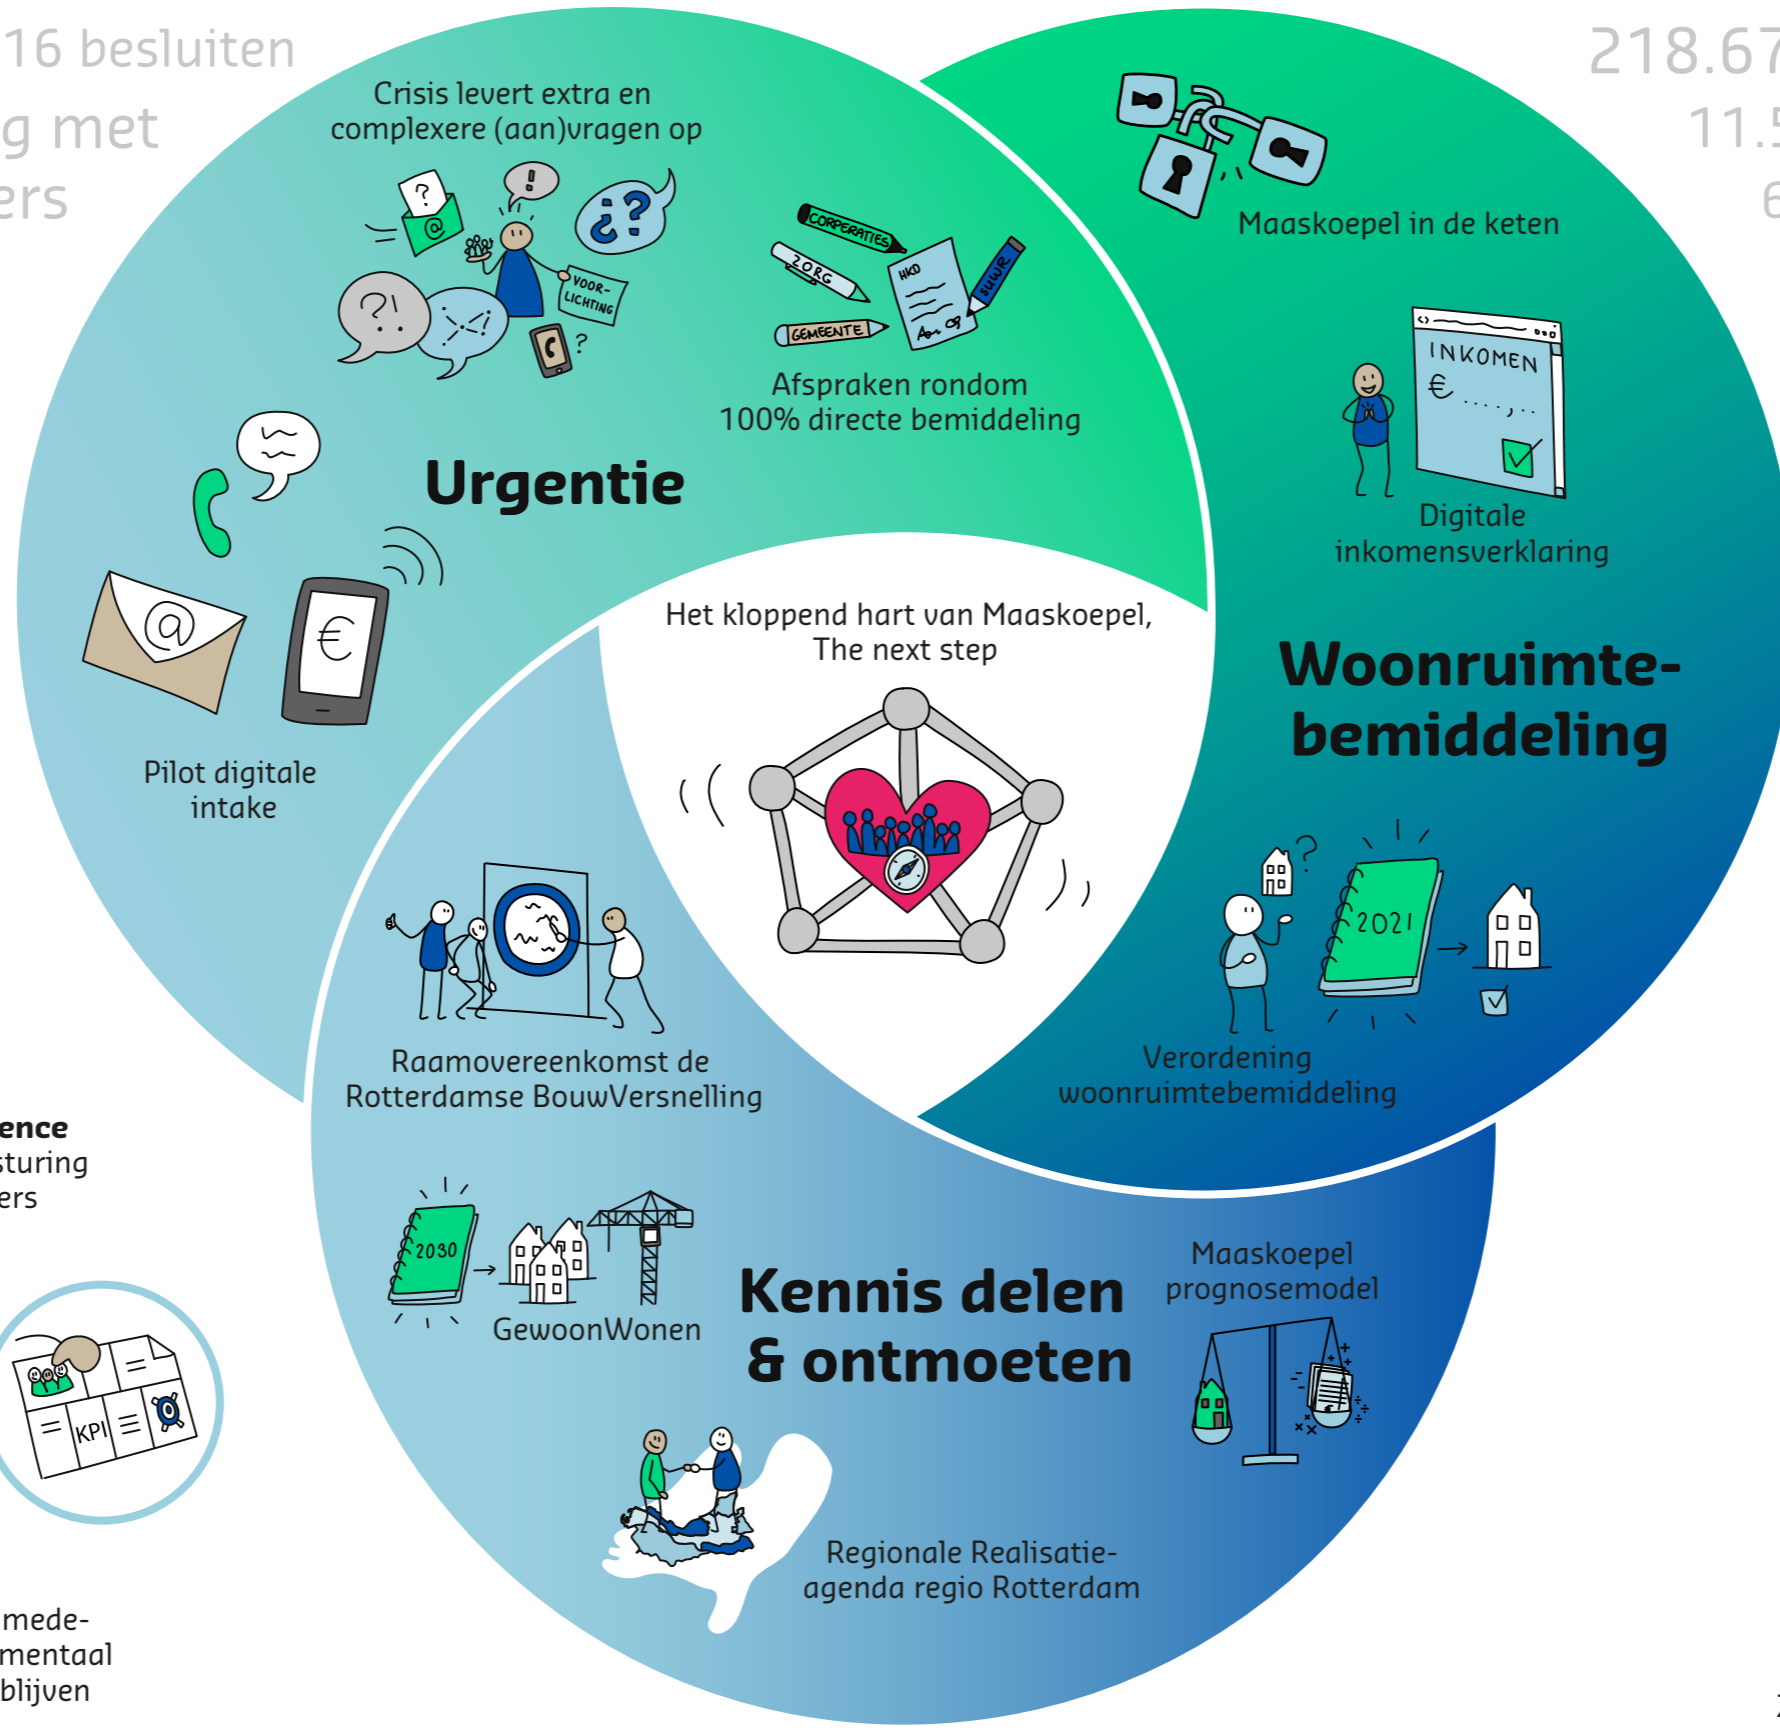 16 besluiten
g met
ers
218.67
11.5
6
Crisis levert extra en
complexere (aan)vragen op
?
@
!
¿?
?!
VOOR-
LICHTING
?
CORPERATIES
ZORG
GEMEENTE
HKD
SUWR
Afspraken rondom
100% directe bemiddeling
Urgentie
@
€
Pilot digitale
intake
Maaskoepel in de keten
INKOMEN
€ ....,..
Digitale
inkomensverklaring
Woonruimte-
bemiddeling
?
2021
Verordening
woonruimtebemiddeling
Het kloppend hart van Maaskoepel,
The next step
Raamovereenkomst de
Rotterdamse BouwVersnelling
2030
GewoonWonen
Kennis delen
& ontmoeten
Maaskoepel
prognosemodel
Regionale Realisatie-
agenda regio Rotterdam
ence
sturing
ers
KPI
mede-
mentaal
blijven